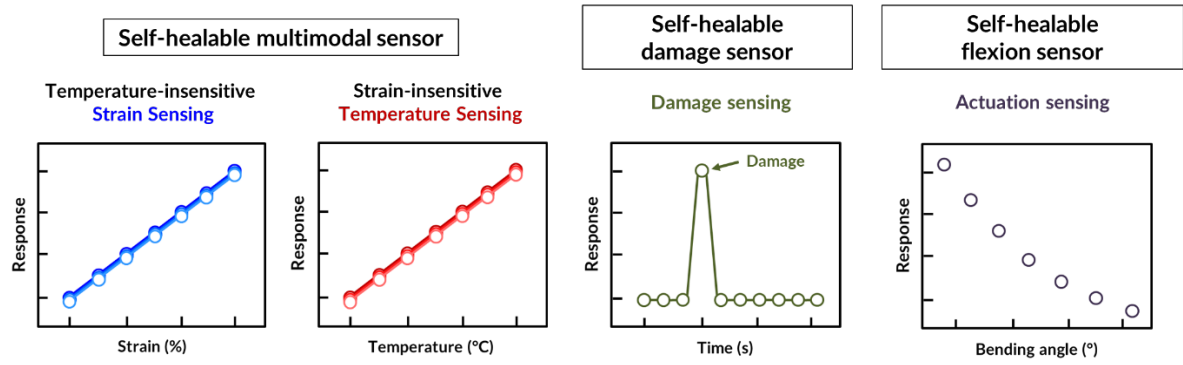 Self-healable multimodal sensor
Temperature-insensitive
Strain Sensing
Response
Strain (%)
Strain-insensitive
Temperature Sensing
Response
Temperature (°C)
Self-healable
damage sensor
Damage sensing
Damage
Response
Time (s)
Self-healable
flexion sensor
Actuation sensing
Response
Bending angle (°)